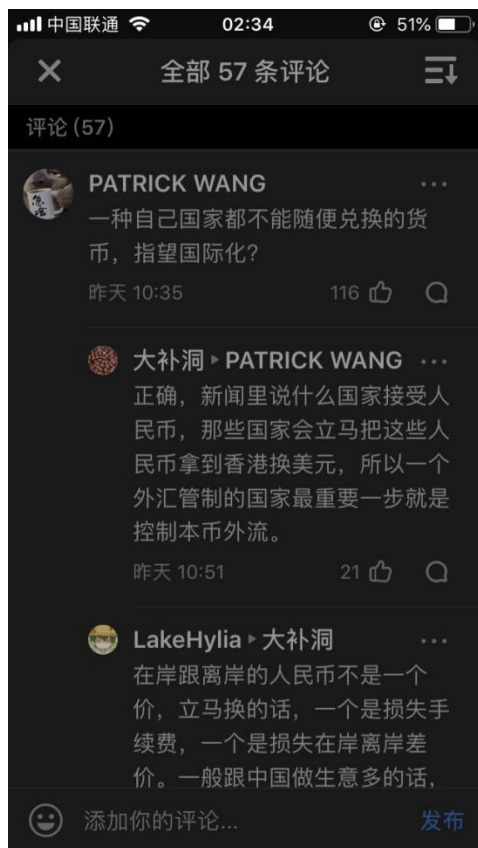 中国联通 02:34 51%
全部 57 条评论
评论 (57)
PATRICK WANG
一种自己国家都不能随便兑换的货
币，指望国际化？
昨天 10:35 116
大补洞 ▸ PATRICK WANG
正确，新闻里说什么国家接受人
民币，那些国家会立马把这些人
民币拿到香港换美元，所以一个
外汇管制的国家最重要一步就是
控制本币外流。
昨天 10:51 21
LakeHylia ▸ 大补洞
在岸跟离岸的人民币不是一个
价，立马换的话，一个是损失手
续费，一个是损失在岸离岸差
价。一般跟中国做生意多的话，
添加你的评论... 发布